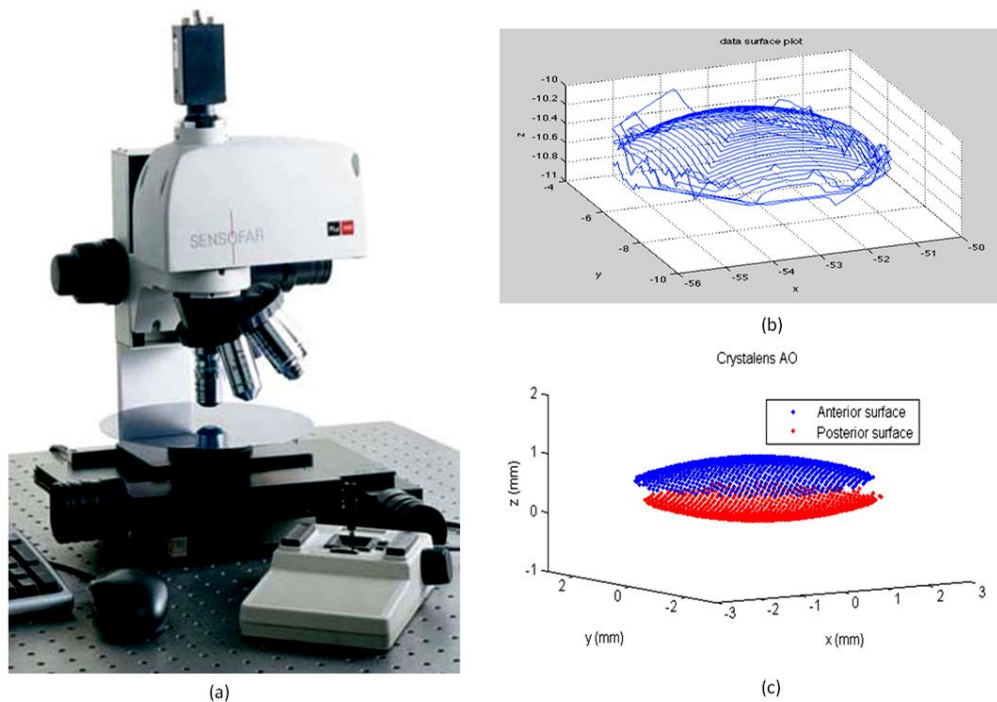 SENSOFAR
(a)
data surface plot
-10
-10.2
-10.4
-10.6
-10.8
-11
z
-4
-6
-8
-10
y
-56
-55
-54
-53
-52
-51
-50
x
(b)
Crystalens AO
Anterior surface
Posterior surface
2
1
0
-1
z (mm)
2
0
-2
y (mm)
-3
-2
-1
0
1
2
3
x (mm)
(c)